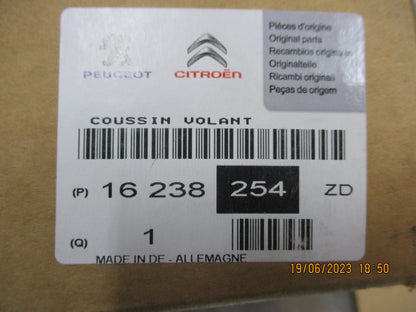 PEUGEOT
CITROËN
Pièces d'origine
Original parts
Recambios originales
Originalteile
Ricambi originali
Peças de origem
COUSSIN VOLANT
(P) 16 238 254 ZD
(Q) 1
MADE IN DE - ALLEMAGNE
19/06/2023 18:50